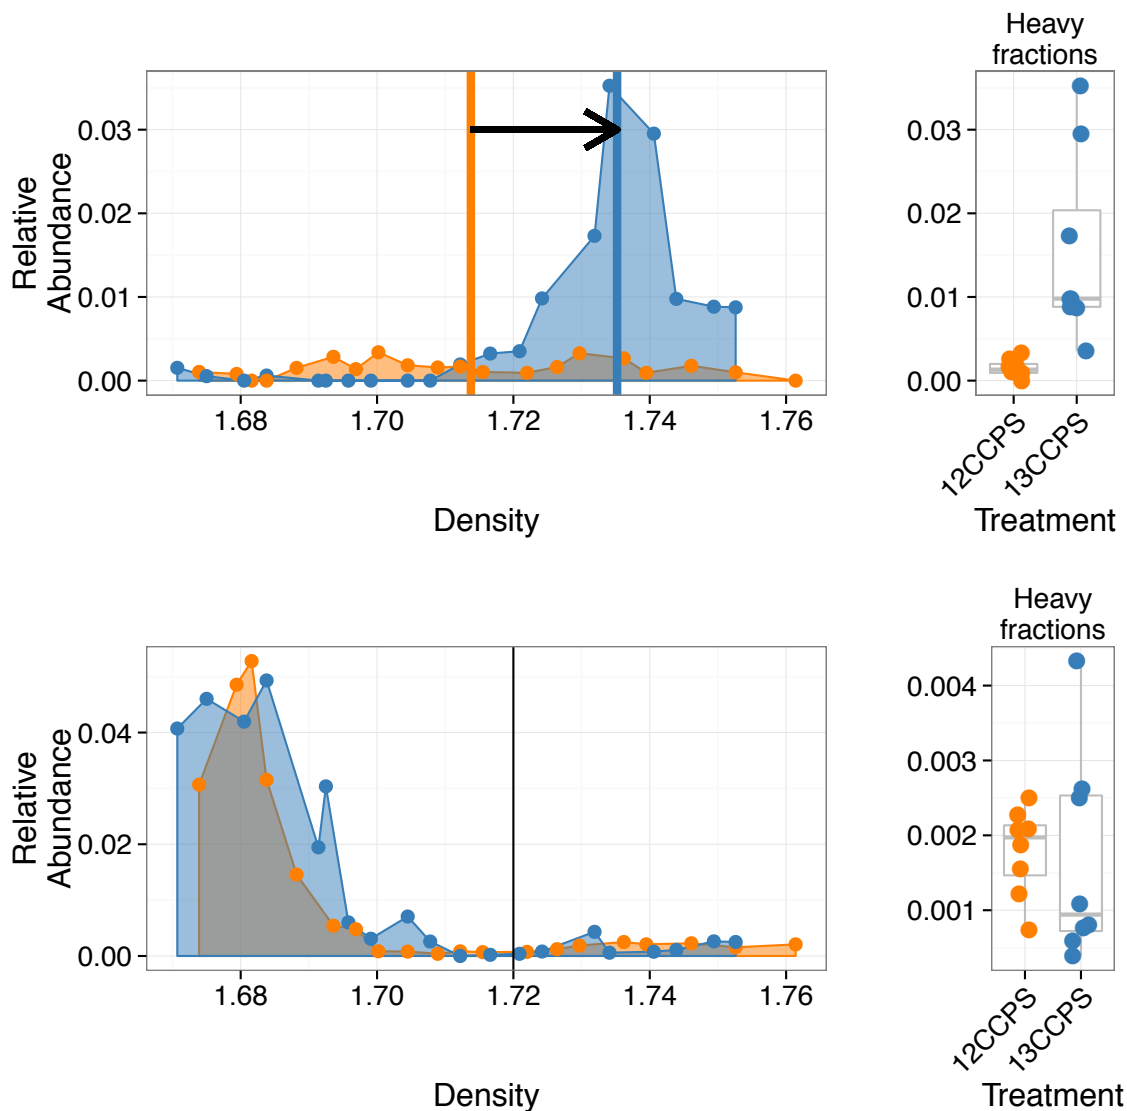 Heavy
fractions
Relative
Abundance
0.03
0.02
0.01
0.00
1.68
1.70
1.72
1.74
1.76
Density
0.03
0.02
0.01
0.00
12CCPS
13CCPS
Treatment
Heavy
fractions
Relative
Abundance
0.04
0.02
0.00
1.68
1.70
1.72
1.74
1.76
Density
0.004
0.003
0.002
0.001
12CCPS
13CCPS
Treatment